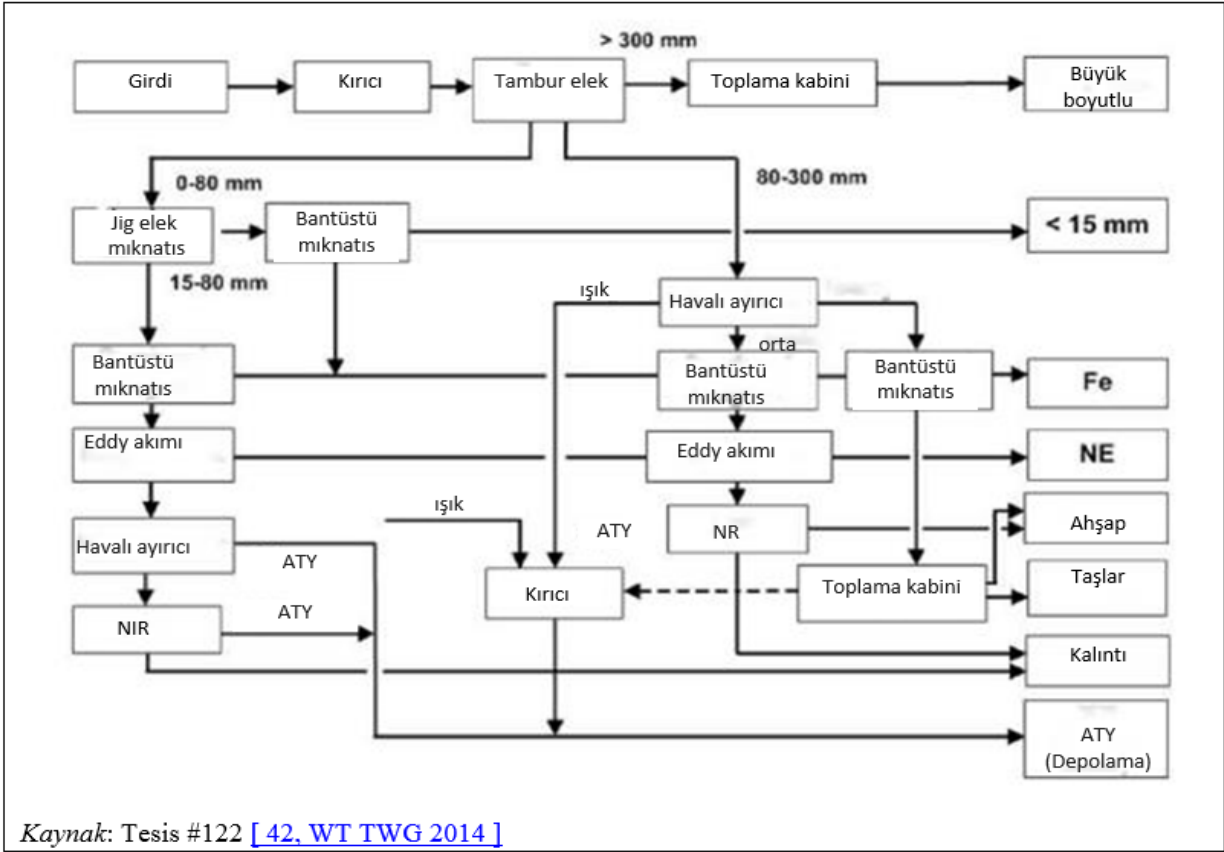 > 300 mm
Girdi
Kırıcı
Tambur elek
Toplama kabini
Büyük
boyutlu
0-80 mm
80-300 mm
Jig elek
mıknatıs
Bantüstü
mıknatıs
< 15 mm
15-80 mm
ışık
Havalı ayırıcı
orta
Bantüstü
mıknatıs
Bantüstü
mıknatıs
Bantüstü
mıknatıs
Fe
Eddy akımı
Eddy akımı
NE
ışık
ATY
NR
Ahşap
Havalı ayırıcı
ATY
Kırıcı
Toplama kabini
Taşlar
NIR
ATY
Kalıntı
ATY
(Depolama)
Kaynak: Tesis #122 [ 42, WT TWG 2014 ]